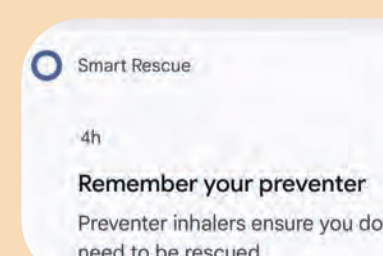 Smart Rescue
4h
Remember your preventer
Preventer inhalers ensure you do
need to be rescued